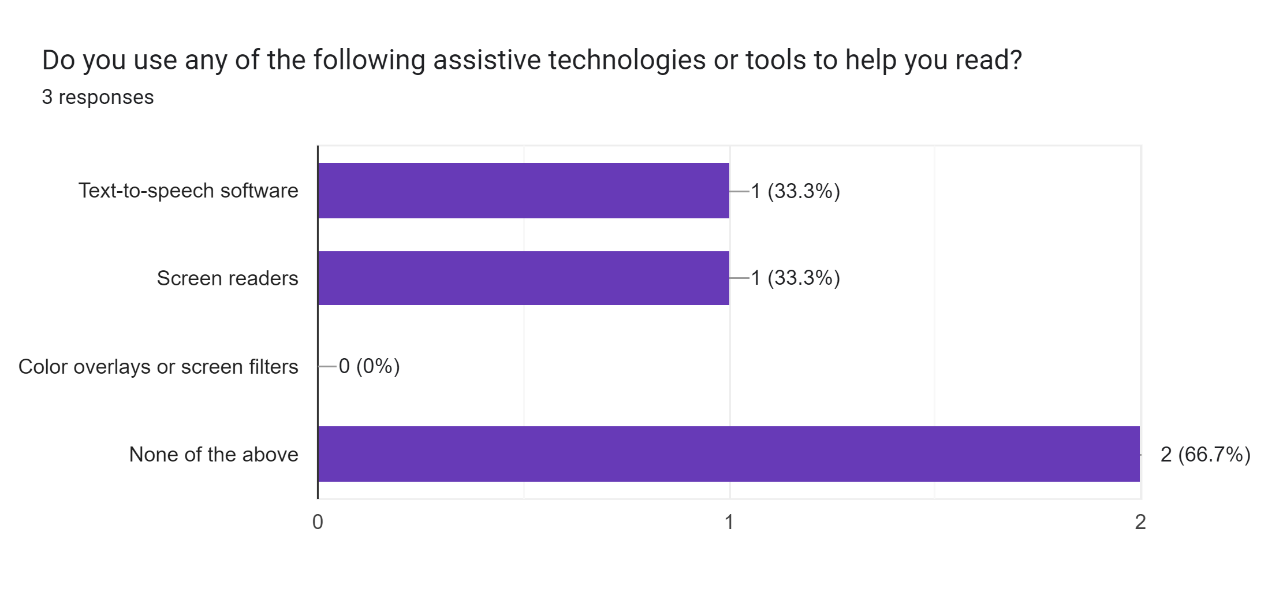 Do you use any of the following assistive technologies or tools to help you read?
3 responses
Text-to-speech software
1 (33.3%)
Screen readers
1 (33.3%)
Color overlays or screen filters
0 (0%)
None of the above
2 (66.7%)
0
1
2